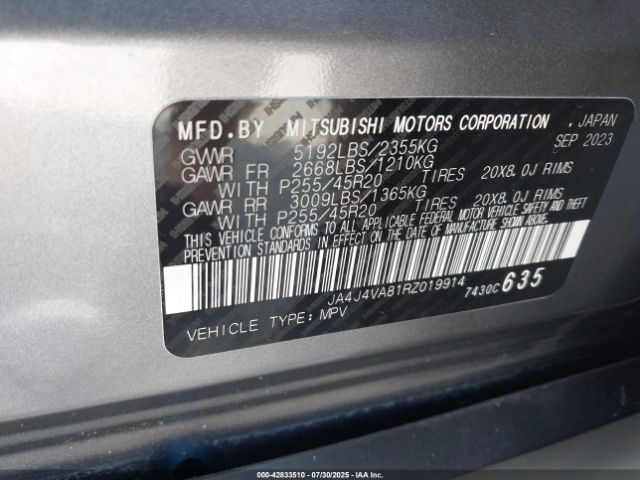 MFD.BY MITSUBISHI MOTORS CORPORATION , JAPAN
SEP 2023
GVWR 5192LBS/2355KG
GAWR FR 2668LBS/1210KG
WITH P255/45R20 TIRES 20X8.0J RIMS
GAWR RR 3009LBS/1365KG
WITH P255/45R20 TIRES 20X8.0J RIMS
THIS VEHICLE CONFORMS TO ALL APPLICABLE FEDERAL MOTOR VEHICLE SAFETY AND THEFT
PREVENTION STANDARDS IN EFFECT ON THE DATE OF MANUFACTURE SHOWN ABOVE.
JA4J4VA81RZ019914
7430C 635
VEHICLE TYPE: MPV
000-42833510 | 07/30/2025 | IAAI.COM